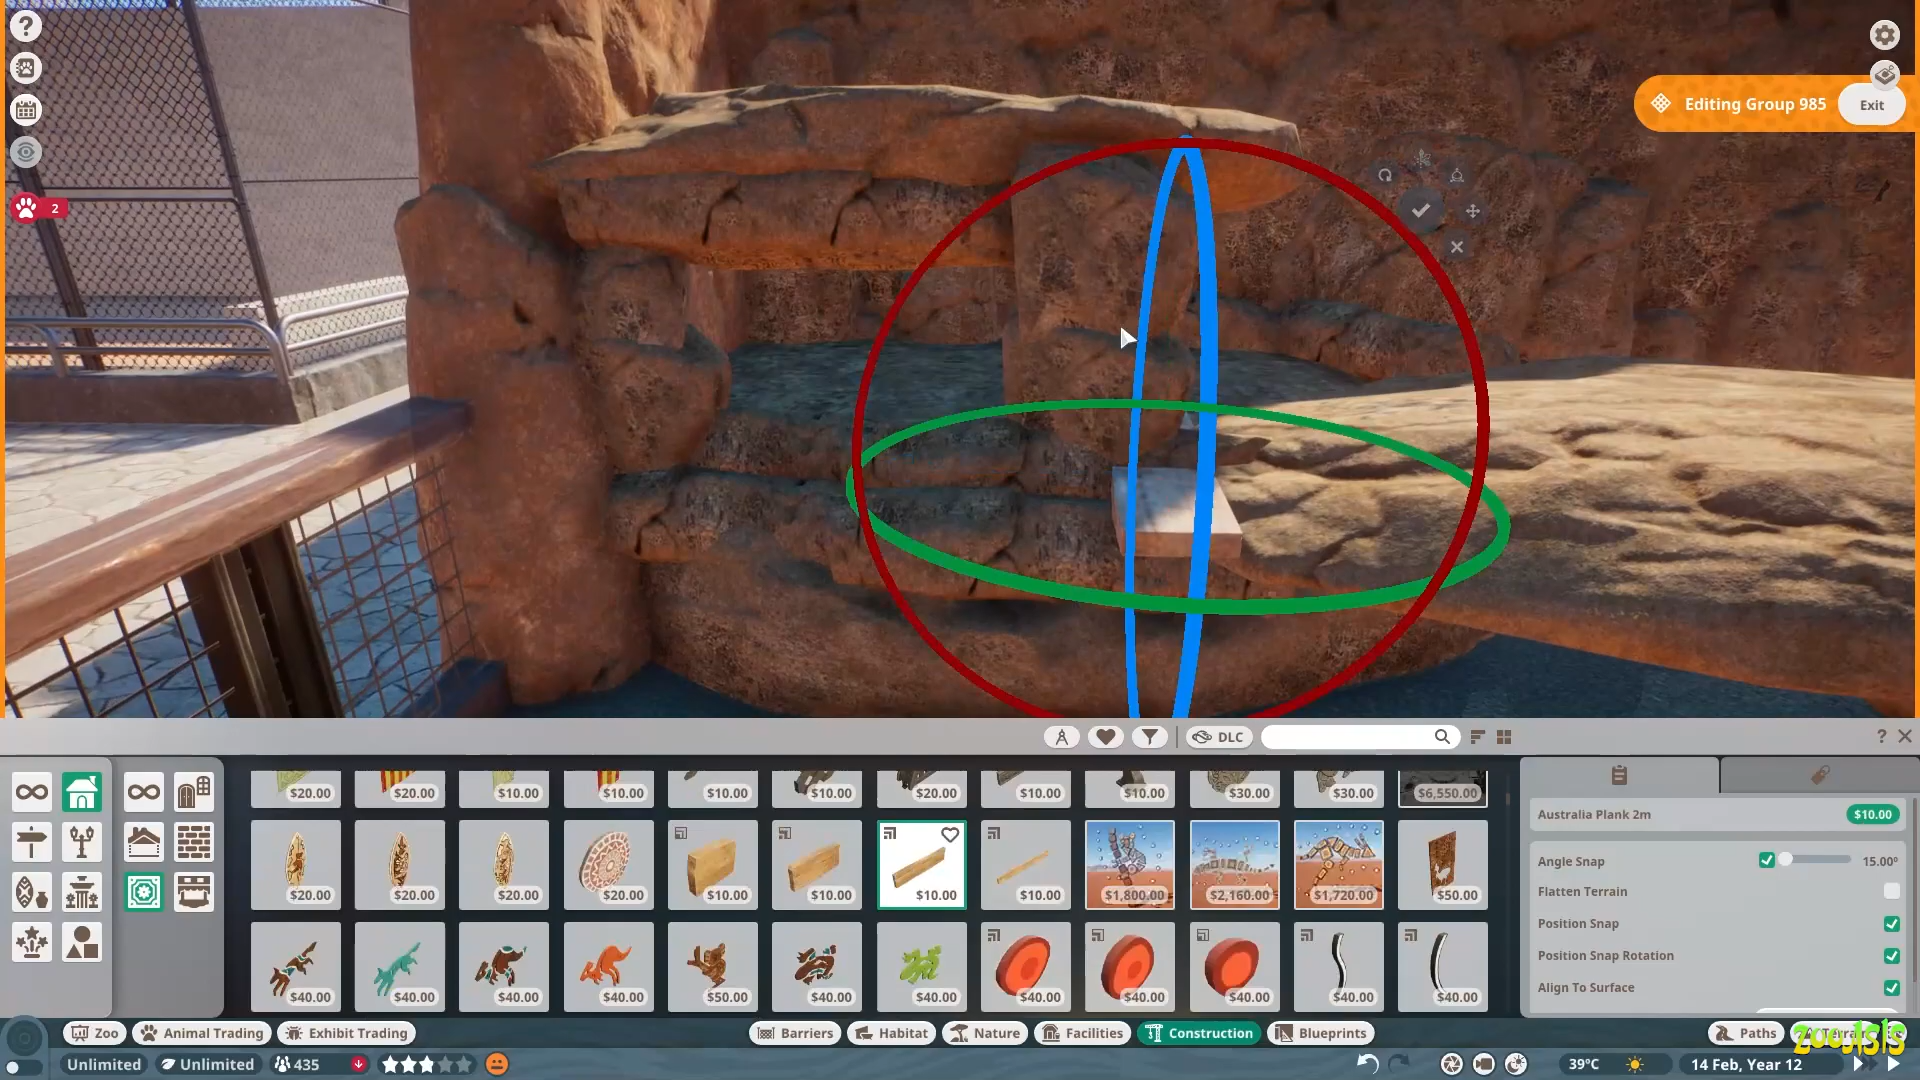 ?
Editing Group 985
Exit
2
DLC
?
$20.00
$20.00
$10.00
$10.00
$10.00
$10.00
$20.00
$10.00
$10.00
$30.00
$30.00
$6,550.00
Australia Plank 2m
$10.00
$20.00
$20.00
$20.00
$20.00
$10.00
$10.00
$10.00
$10.00
$1,800.00
$2,160.00
$1,720.00
$50.00
Angle Snap
15.00º
Flatten Terrain
Position Snap
Position Snap Rotation
Align To Surface
$40.00
$40.00
$40.00
$40.00
$50.00
$40.00
$40.00
$40.00
$40.00
$40.00
$40.00
$40.00
Zoo
Animal Trading
Exhibit Trading
Barriers
Habitat
Nature
Facilities
Construction
Blueprints
Paths
Terrain
ZOOASIS
Unlimited
Unlimited
435
39°C
14 Feb, Year 12